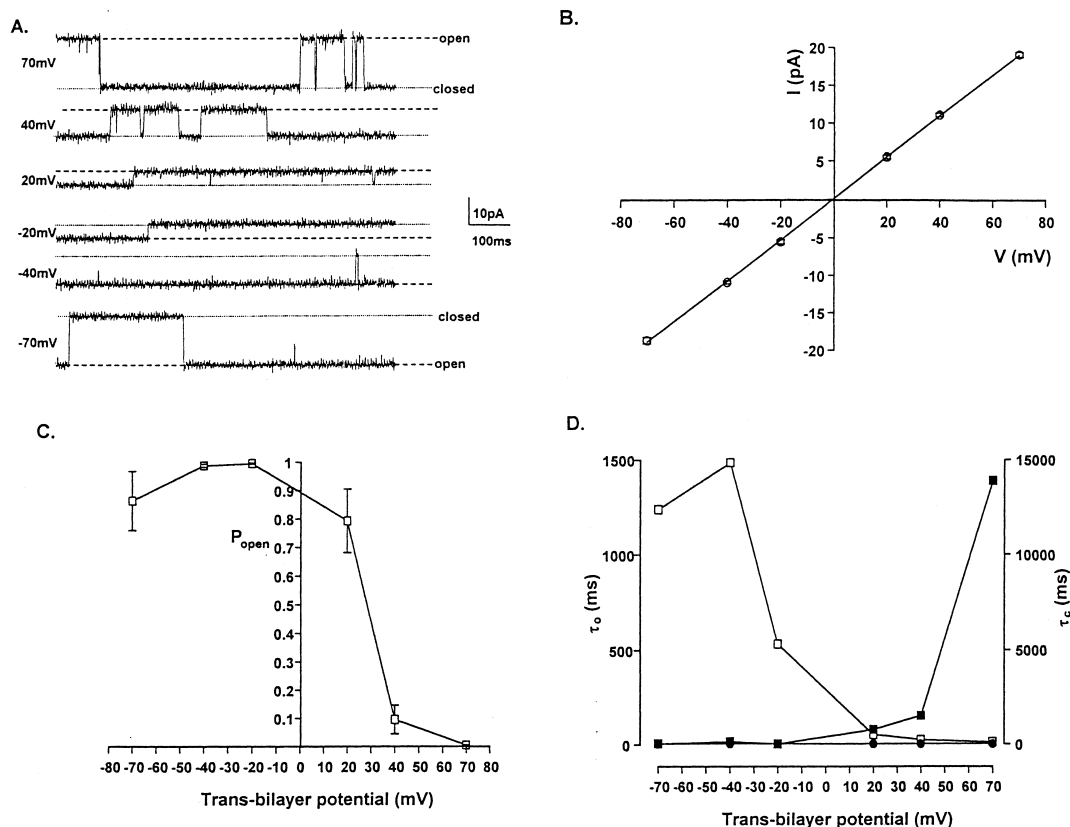 A.
70mV
open
closed
40mV
20mV
10pA
100ms
-20mV
-40mV
-70mV
closed
open
B.
I (pA)
20
15
10
5
-5
-10
-15
-20
-80 -60 -40 -20 20 40 60 80
V (mV)
C.
Popen
1
0.9
0.8
0.7
0.6
0.5
0.4
0.3
0.2
0.1
-80 -70 -60 -50 -40 -30 -20 -10 0 10 20 30 40 50 60 70 80
Trans-bilayer potential (mV)
D.
τo (ms)
1500
1000
500
0
τc (ms)
15000
10000
5000
0
-70 -60 -50 -40 -30 -20 -10 0 10 20 30 40 50 60 70
Trans-bilayer potential (mV)